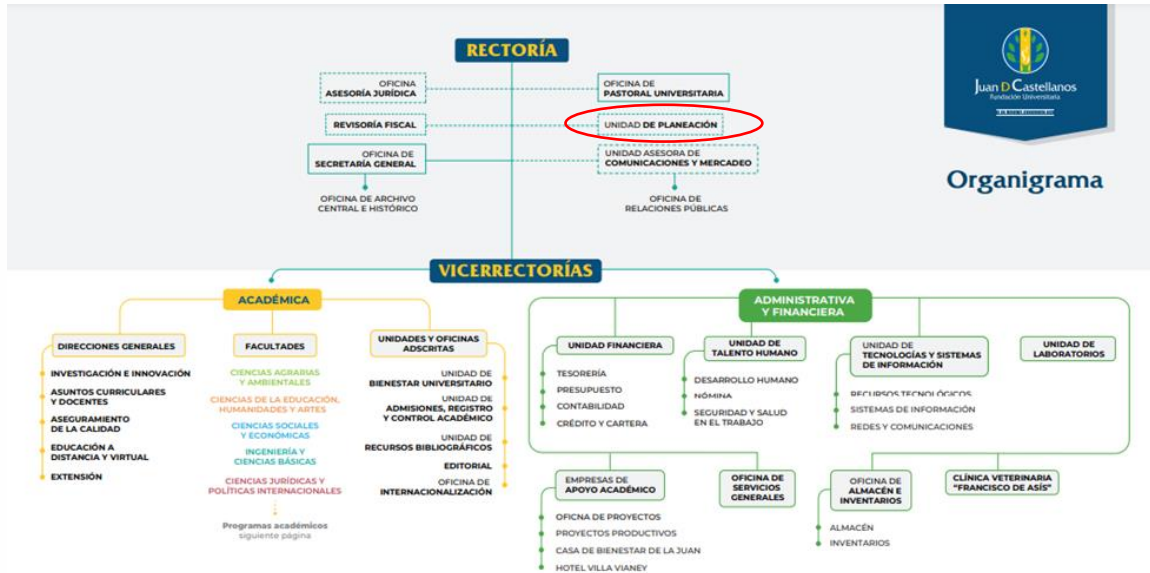 RECTORÍA
OFICINA
ASESORÍA JURÍDICA
OFICINA DE
PASTORAL UNIVERSITARIA
REVISORÍA FISCAL
UNIDAD DE PLANEACIÓN
OFICINA DE
SECRETARÍA GENERAL
UNIDAD ASESORA DE
COMUNICACIONES Y MERCADEO
OFICINA DE ARCHIVO
CENTRAL E HISTÓRICO
OFICINA DE
RELACIONES PÚBLICAS
Juan D Castellanos
Fundación Universitaria
Organigrama
VICERRECTORÍAS
ACADÉMICA
DIRECCIONES GENERALES
INVESTIGACIÓN E INNOVACIÓN
ASUNTOS CURRICULARES
Y DOCENTES
ASEGURAMIENTO
DE LA CALIDAD
EDUCACIÓN A
DISTANCIA Y VIRTUAL
EXTENSIÓN
FACULTADES
CIENCIAS AGRARIAS
Y AMBIENTALES
CIENCIAS DE LA EDUCACIÓN,
HUMANIDADES Y ARTES
CIENCIAS SOCIALES
Y ECONÓMICAS
INGENIERÍA Y
CIENCIAS BÁSICAS
CIENCIAS JURÍDICAS Y
POLÍTICAS INTERNACIONALES
Programas académicos
siguiente página
UNIDADES Y OFICINAS
ADSCRITAS
UNIDAD DE
BIENESTAR UNIVERSITARIO
UNIDAD DE
ADMISIONES, REGISTRO
Y CONTROL ACADÉMICO
UNIDAD DE
RECURSOS BIBLIOGRÁFICOS
EDITORIAL
OFICINA DE
INTERNACIONALIZACIÓN
ADMINISTRATIVA
Y FINANCIERA
UNIDAD FINANCIERA
TESORERÍA
PRESUPUESTO
CONTABILIDAD
CRÉDITO Y CARTERA
UNIDAD DE
TALENTO HUMANO
DESARROLLO HUMANO
NÓMINA
SEGURIDAD Y SALUD
EN EL TRABAJO
UNIDAD DE
TECNOLOGÍAS Y SISTEMAS
DE INFORMACIÓN
RECURSOS TECNOLÓGICOS
SISTEMAS DE INFORMACIÓN
REDES Y COMUNICACIONES
UNIDAD DE
LABORATORIOS
EMPRESAS DE
APOYO ACADÉMICO
OFICNA DE PROYECTOS
PROYECTOS PRODUCTIVOS
CASA DE BIENESTAR DE LA JUAN
HOTEL VILLA VIANEY
OFICINA DE
SERVICIOS
GENERALES
OFICINA DE
ALMACÉN E
INVENTARIOS
ALMACÉN
INVENTARIOS
CLÍNICA VETERINARIA
"FRANCISCO DE ASÍS"